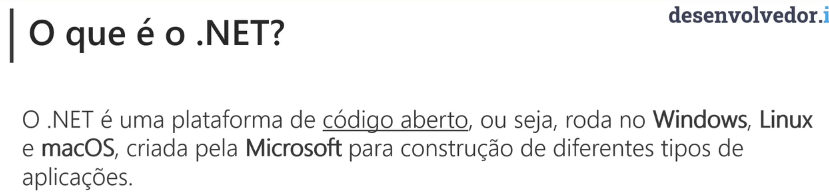 desenvolvedor.i
O que é o .NET?
O .NET é uma plataforma de código aberto, ou seja, roda no Windows, Linux
e macOS, criada pela Microsoft para construção de diferentes tipos de
aplicações.